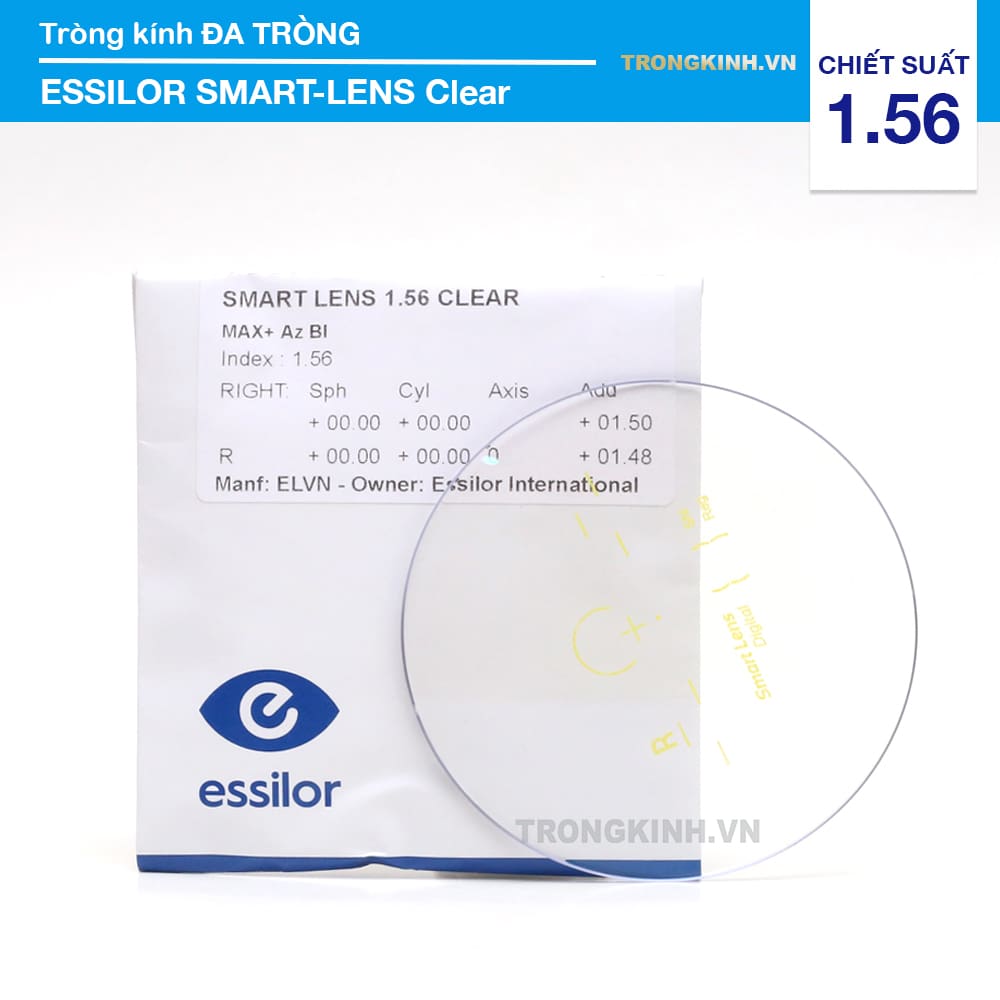 Tròng kính ĐA TRÒNG
ESSILOR SMART-LENS Clear
TRONGKINH.VN
CHIẾT SUẤT
1.56
SMART LENS 1.56 CLEAR
MAX+ Az BI
Index : 1.56
RIGHT: Sph Cyl Axis Add
+ 00.00 + 00.00 + 01.50
R + 00.00 + 00.00 0 + 01.48
Manf: ELVN - Owner: Essilor International
Smart Lens
Digital
R
essilor
TRONGKINH.VN